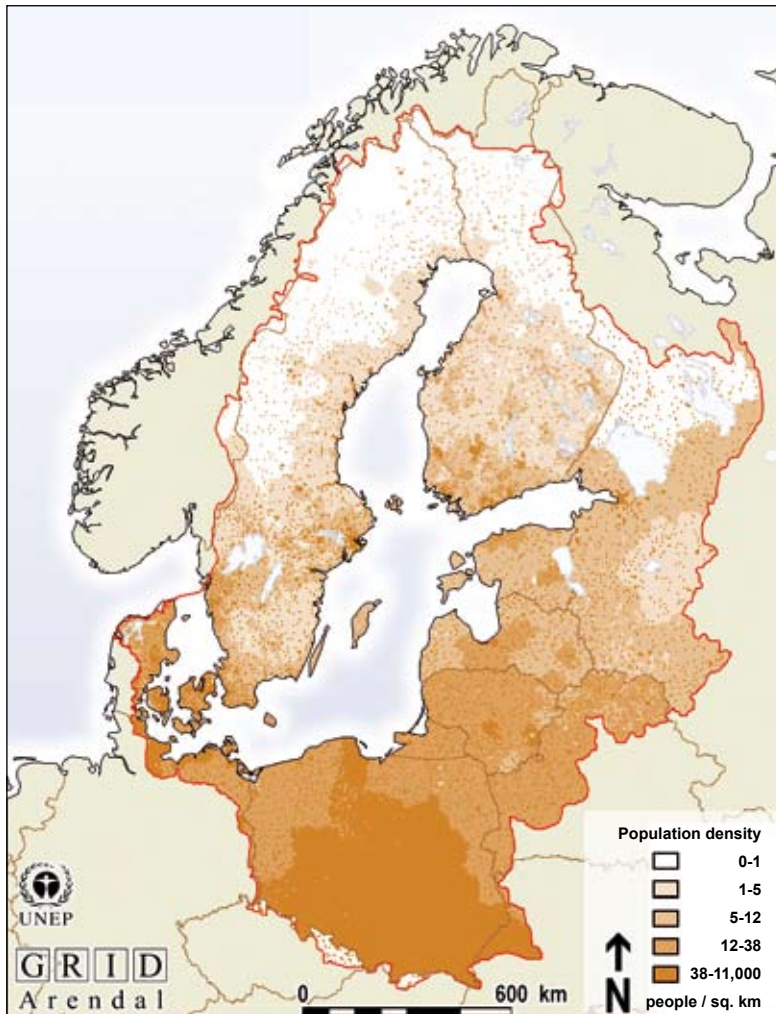 Population density
0-1
1-5
5-12
12-38
38-11,000
people / sq. km
UNEP
GRID
Arendal
0 600 km
N